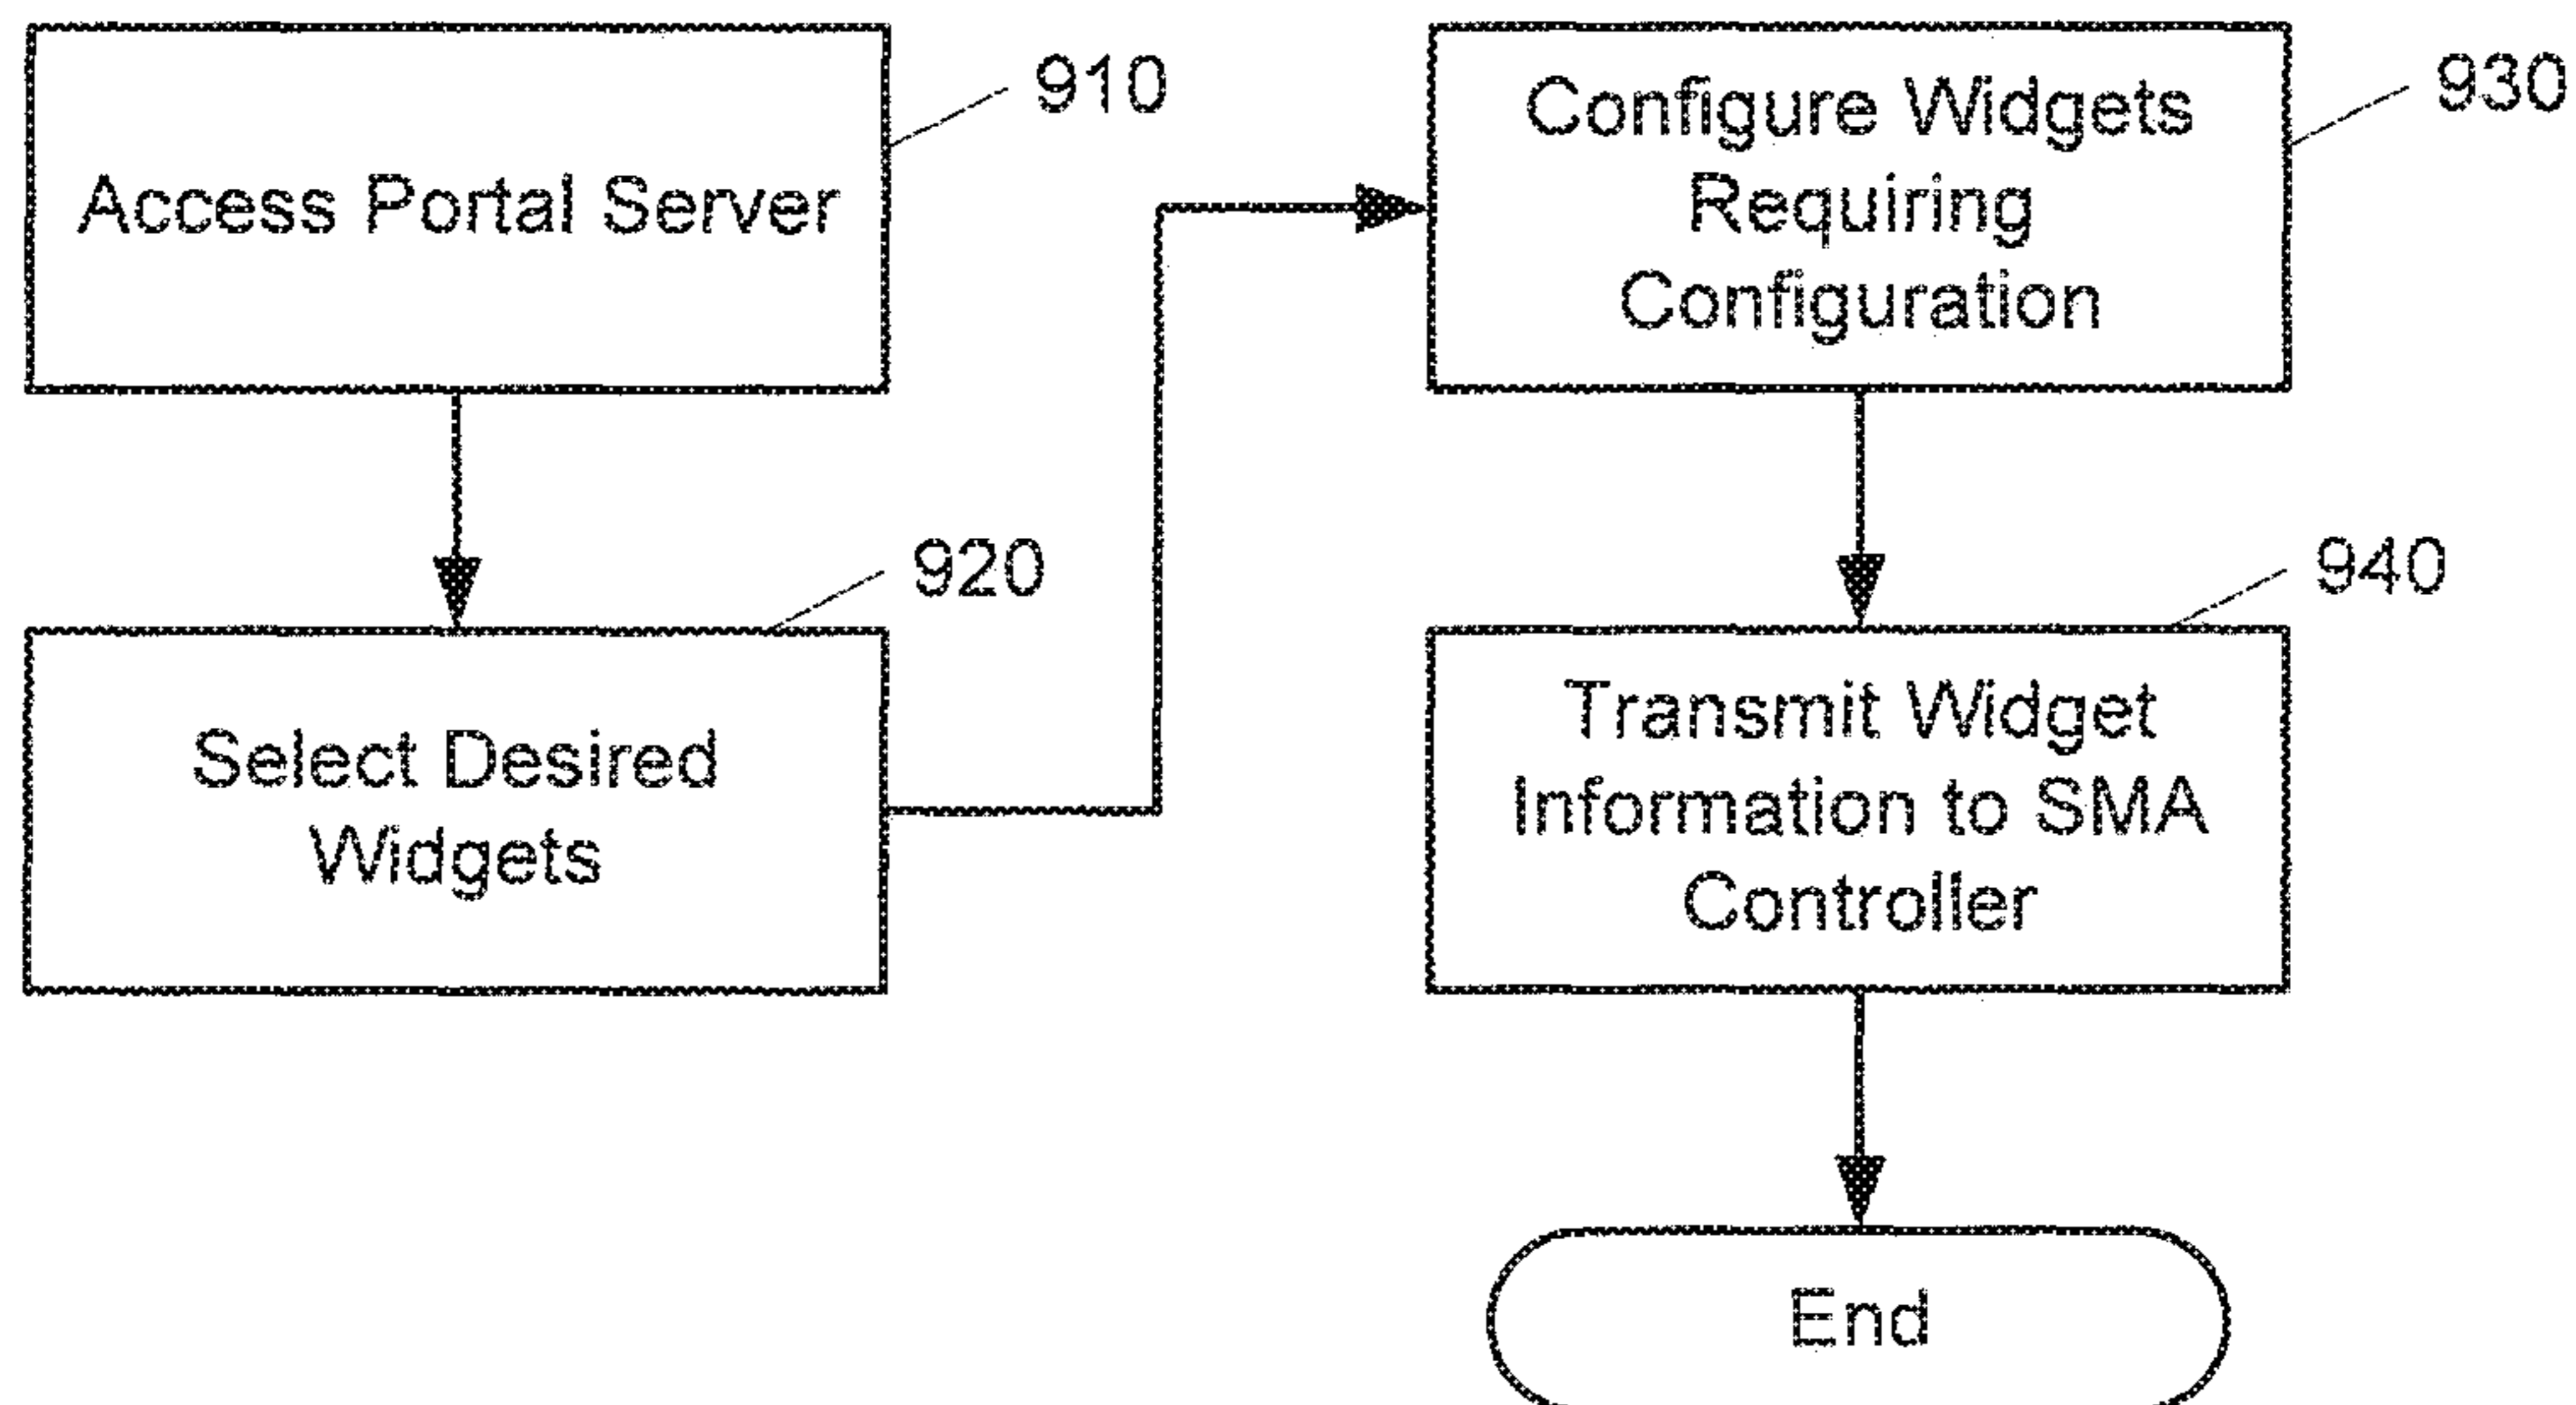 910
Access Portal Server
920
Select Desired
Widgets
930
Configure Widgets
Requiring
Configuration
940
Transmit Widget
Information to SMA
Controller
End